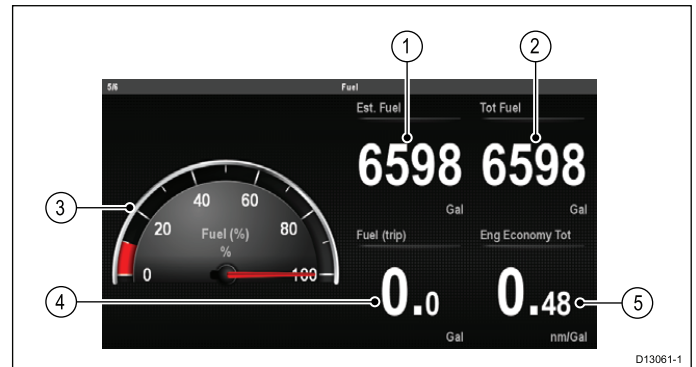 1
2
5/6
Fuel
Est. Fuel
Tot Fuel
6598
6598
Gal
Gal
3
40
60
20
80
Fuel (%)
%
0
100
Fuel (trip)
Eng Economy Tot
4
0.0
0.48
5
Gal
nm/Gal
D13061-1